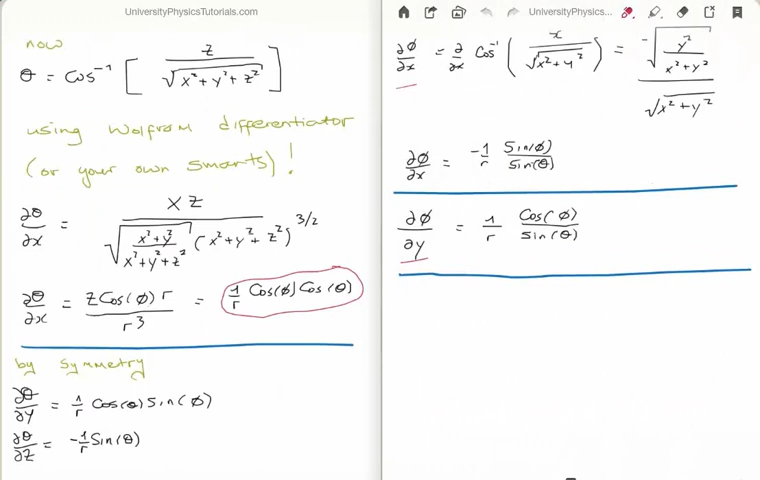 UniversityPhysicsTutorials.com
now
θ = Cos⁻¹ [ z / √(x² + y² + z²) ]
using Wolfram differentiator
(or your own smarts) !
∂θ/∂x = X Z / ( √((x² + y²)/(x² + y² + z²)) (x² + y² + z²)^3/2 )
∂θ/∂x = z Cos(ϕ) r / r³ = 1/r Cos(ϕ) Cos(θ)
by Symmetry
∂θ/∂y = 1/r Cos(θ) Sin(ϕ)
∂θ/∂z = -1/r Sin(θ)
UniversityPhysics...
∂ϕ/∂x = ∂/∂x Cos⁻¹ ( x / √(x² + y²) ) = -√(y²/(x² + y²)) / √(x² + y²)
∂ϕ/∂x = -1/r Sin(ϕ)/Sin(θ)
∂ϕ/∂y = 1/r Cos(ϕ)/Sin(θ)